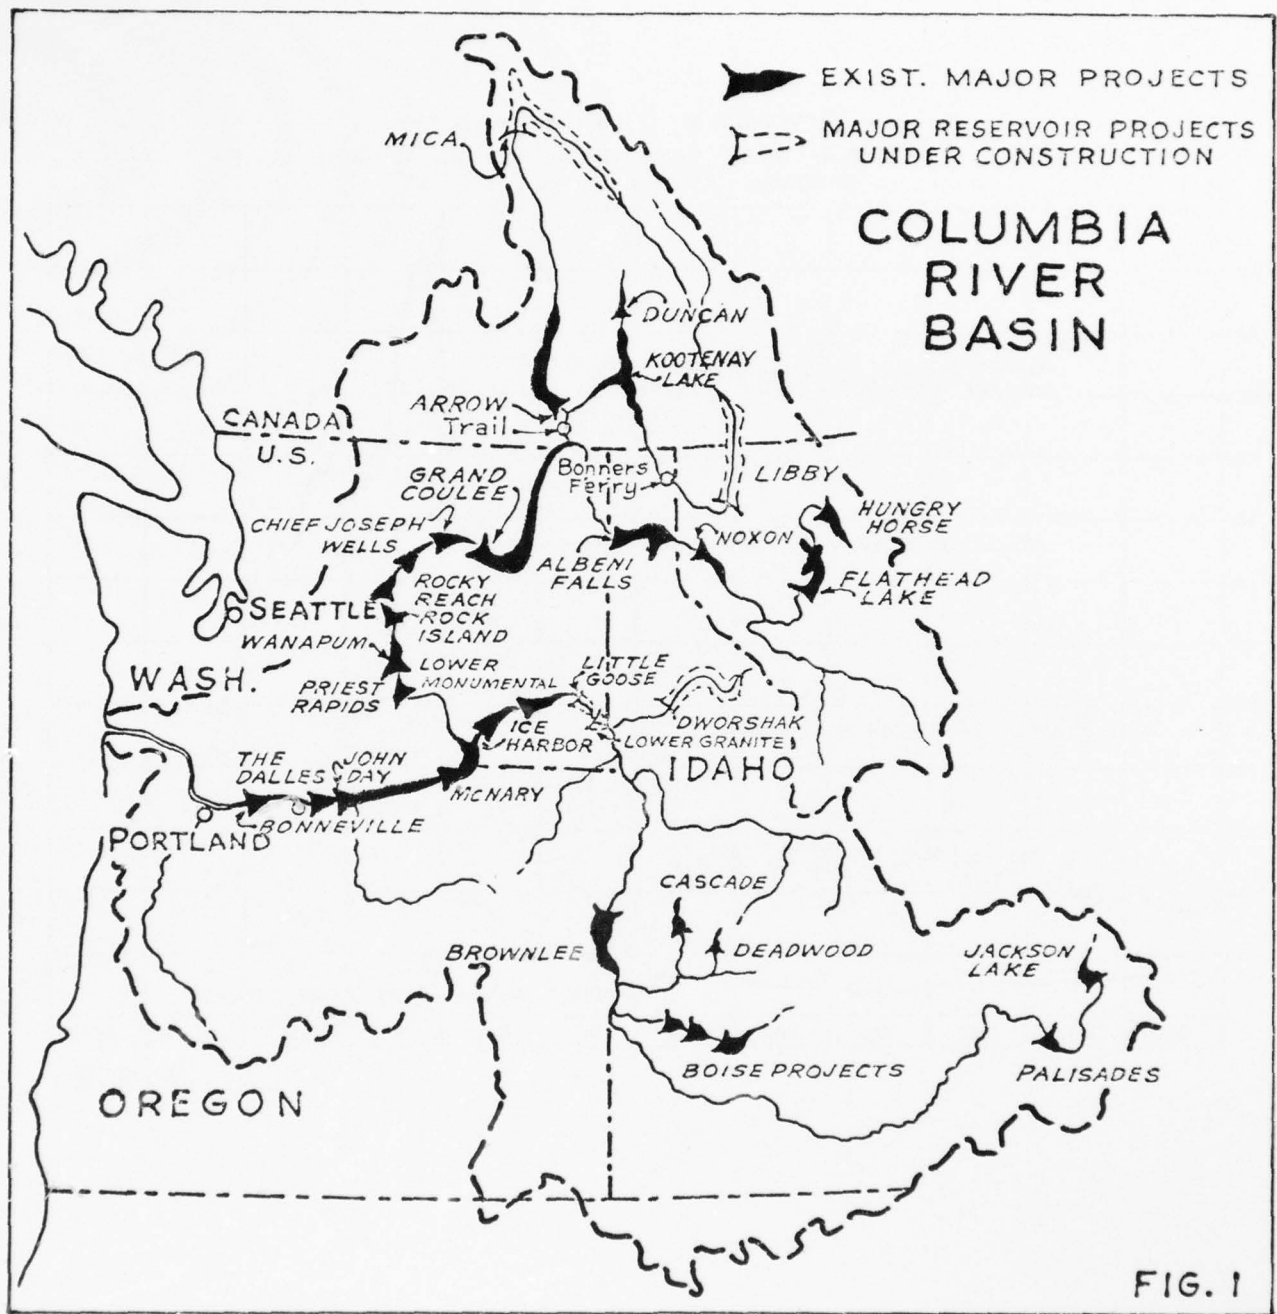 EXIST. MAJOR PROJECTS
MAJOR RESERVOIR PROJECTS
UNDER CONSTRUCTION
COLUMBIA
RIVER
BASIN
MICA
DUNCAN
KOOTENAY
LAKE
ARROW
Trail
CANADA
U.S.
GRAND
COULEE
Bonners
Ferry
LIBBY
HUNGRY
HORSE
CHIEF JOSEPH
WELLS
NOXON
ALBENI
FALLS
FLATHEAD
LAKE
ROCKY
REACH
SEATTLE
ROCK
ISLAND
WANAPUM
WASH.
LOWER
MONUMENTAL
LITTLE
GOOSE
PRIEST
RAPIDS
ICE
HARBOR
DWORSHAK
LOWER GRANITE
IDAHO
THE
DALLES
JOHN
DAY
MCNARY
BONNEVILLE
PORTLAND
CASCADE
BROWNLEE
DEADWOOD
JACKSON
LAKE
BOISE PROJECTS
PALISADES
OREGON
FIG. 1